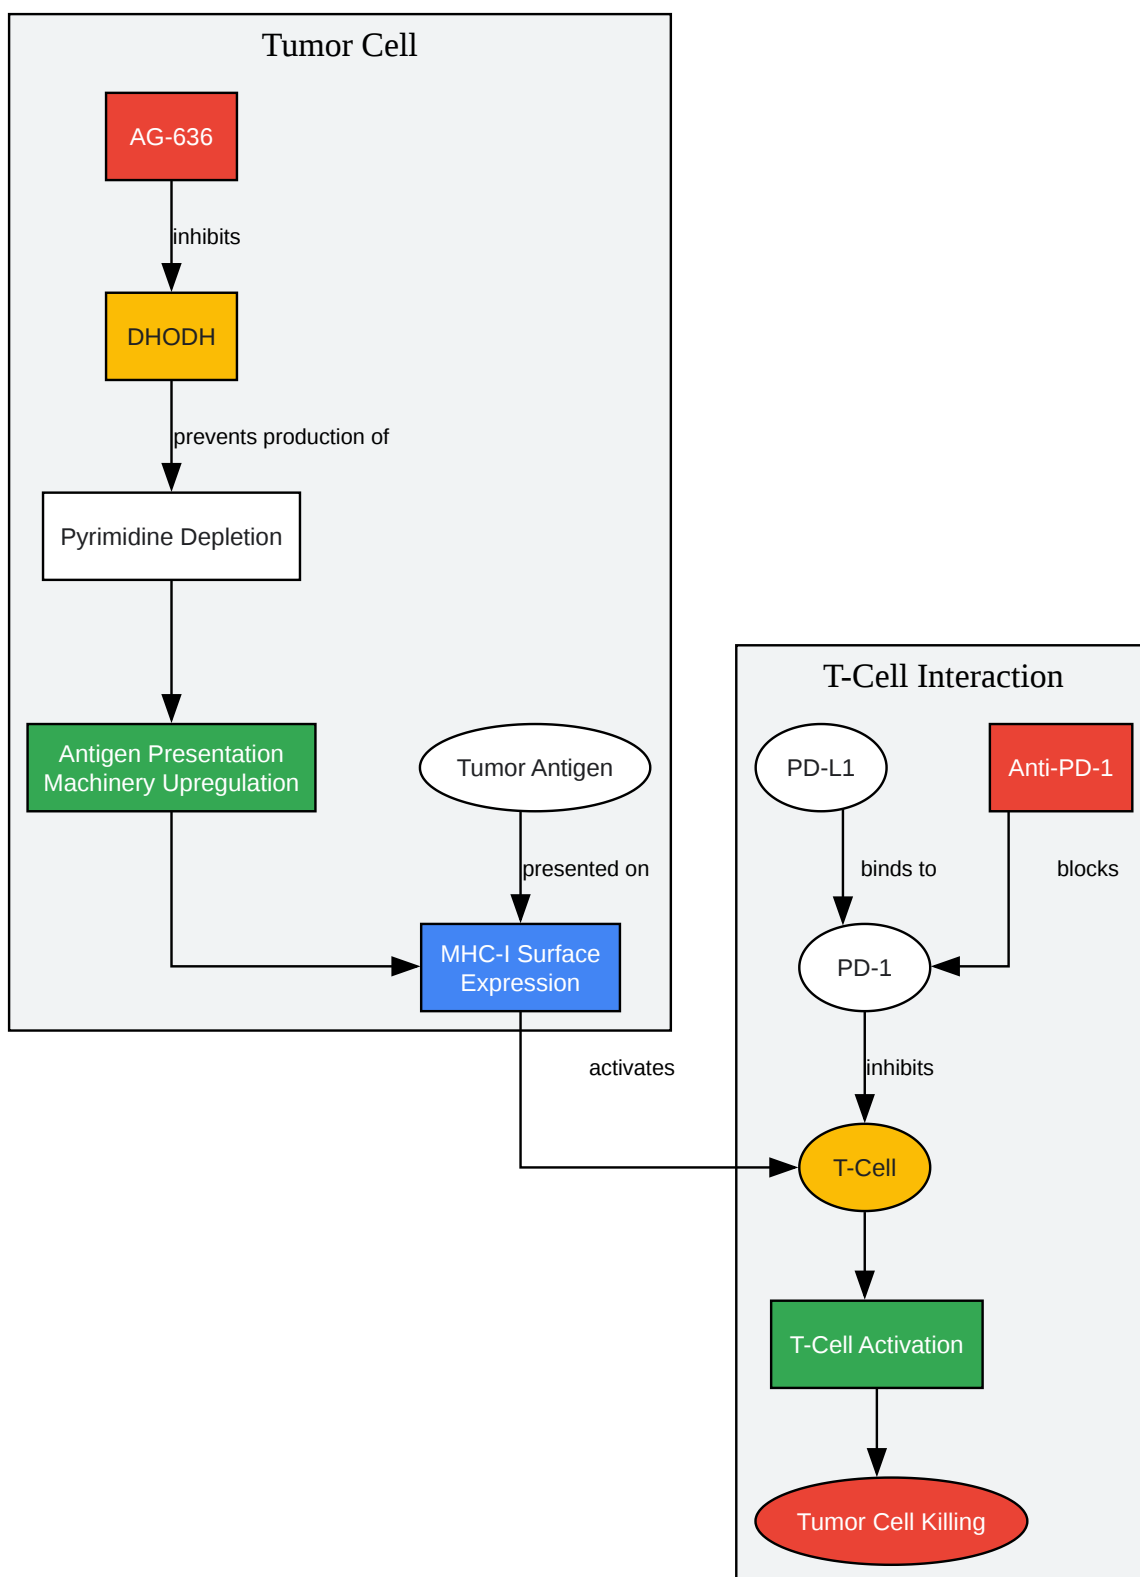 Tumor Cell
AG-636
inhibits
DHODH
prevents production of
Pyrimidine Depletion
Antigen Presentation
Machinery Upregulation
Tumor Antigen
presented on
MHC-I Surface
Expression
activates
T-Cell Interaction
PD-L1
Anti-PD-1
binds to
blocks
PD-1
inhibits
T-Cell
T-Cell Activation
Tumor Cell Killing